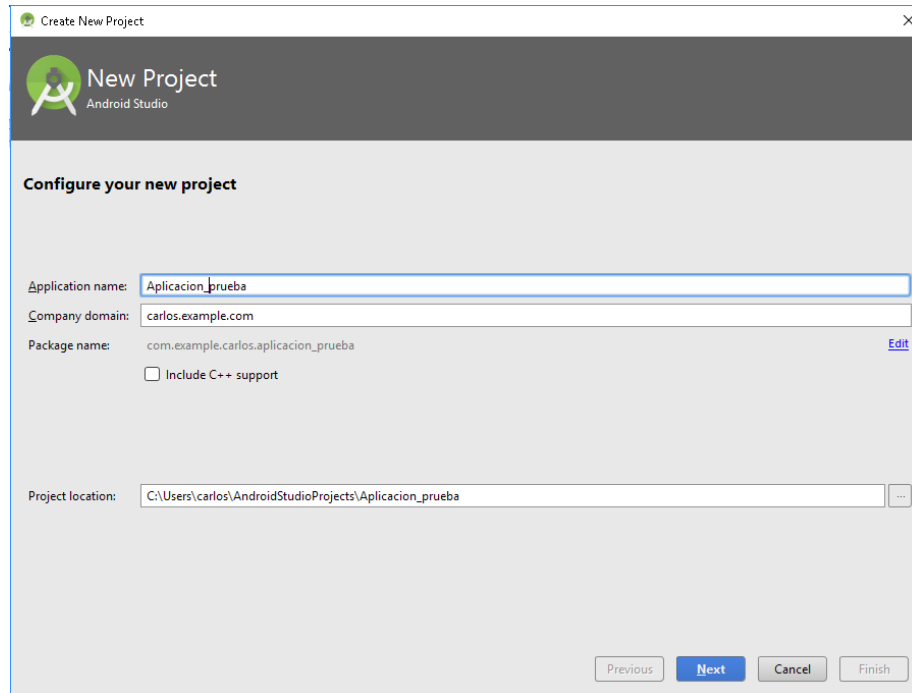 Create New Project
New Project
Android Studio
Configure your new project
Application name: Aplicacion_prueba
Company domain: carlos.example.com
Package name: com.example.carlos.aplicacion_prueba Edit
Include C++ support
Project location: C:\Users\carlos\AndroidStudioProjects\Aplicacion_prueba ...
Previous Next Cancel Finish